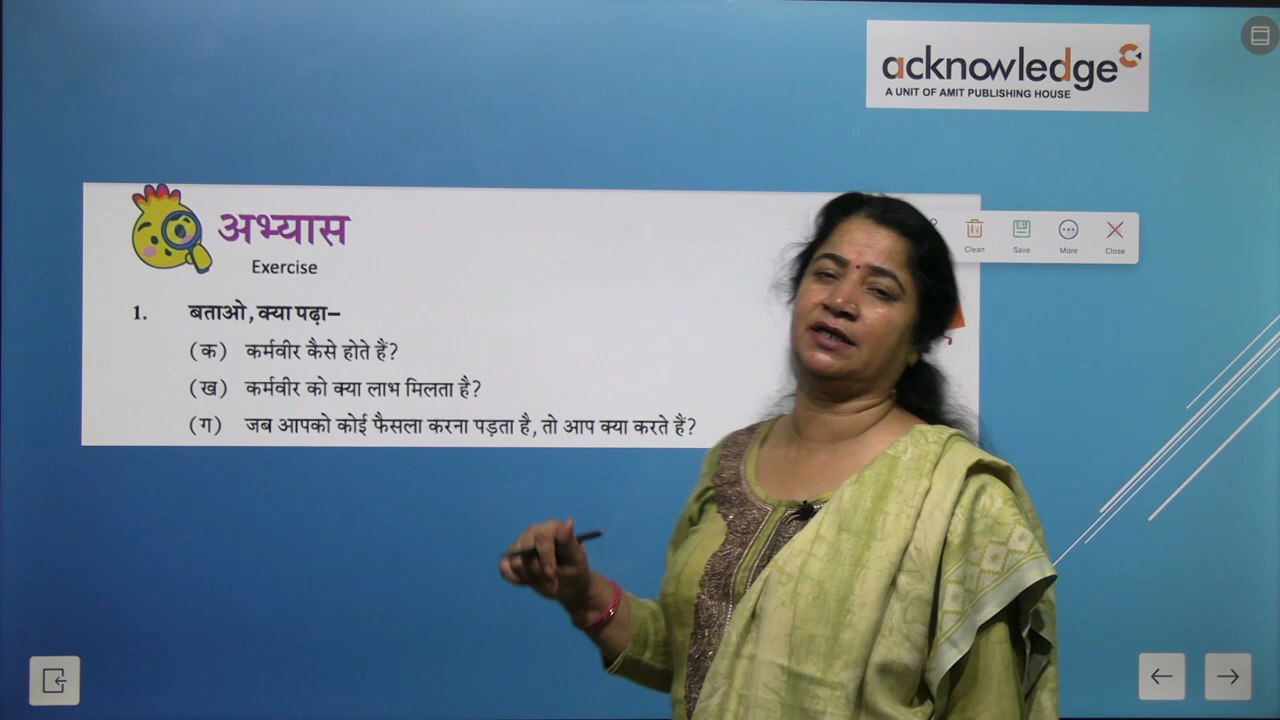 acknowledge
A UNIT OF AMIT PUBLISHING HOUSE
अभ्यास
Exercise
Clean Save More Close
1. बताओ, क्या पढ़ा–
(क) कर्मवीर कैसे होते हैं?
(ख) कर्मवीर को क्या लाभ मिलता है?
(ग) जब आपको कोई फैसला करना पड़ता है, तो आप क्या करते हैं?